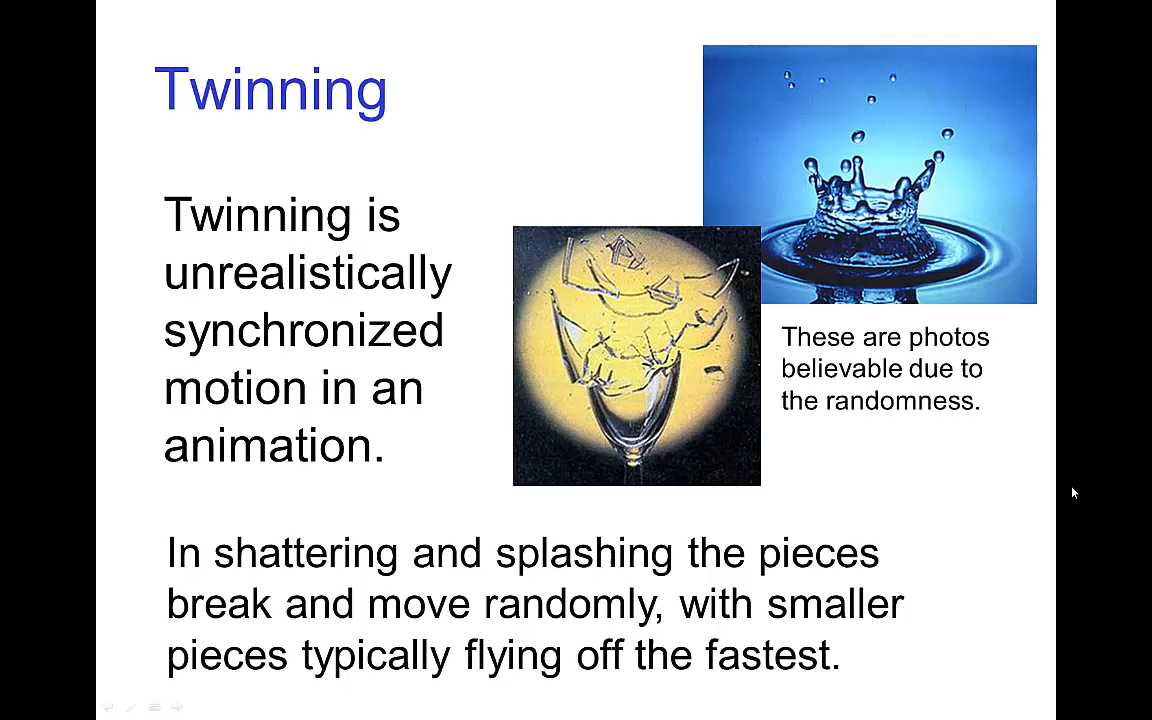 Twinning
Twinning is
unrealistically
synchronized
motion in an
animation.
These are photos
believable due to
the randomness.
In shattering and splashing the pieces
break and move randomly, with smaller
pieces typically flying off the fastest.